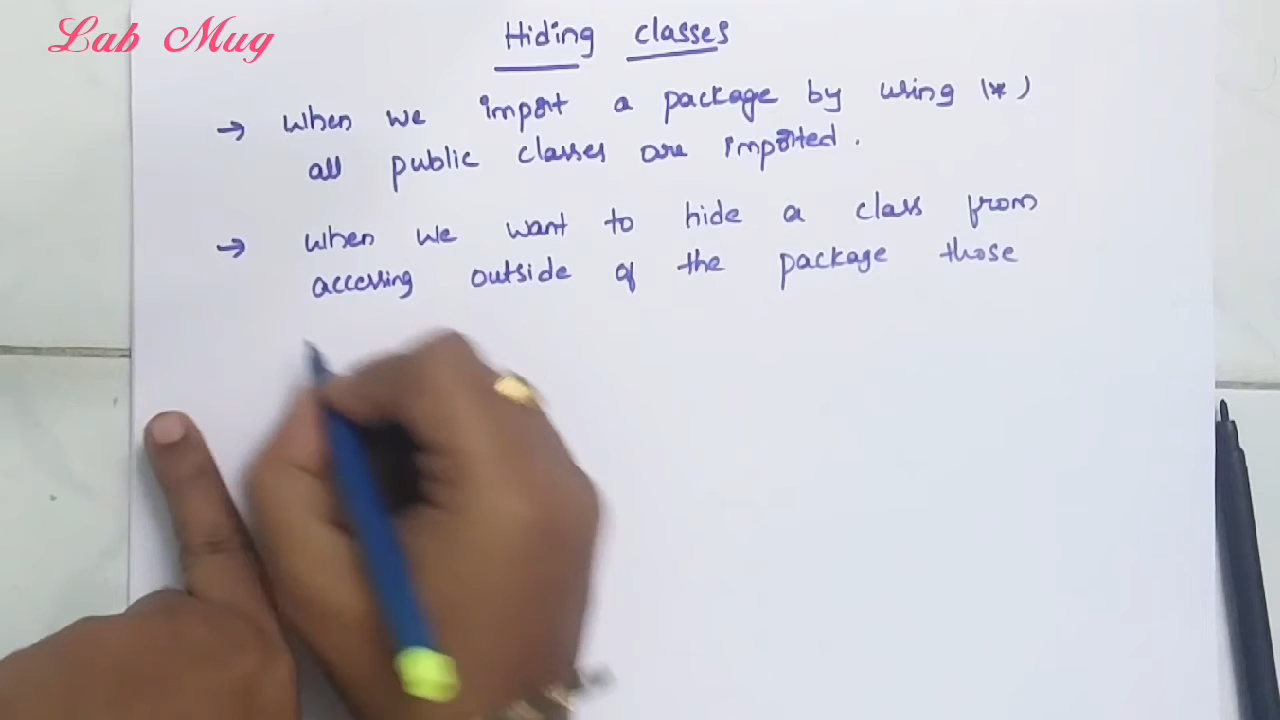 Lab Mug
Hiding classes
→ when we import a package by using (*)
all public classes are imported.
→ when we want to hide a class from
accessing outside of the package those